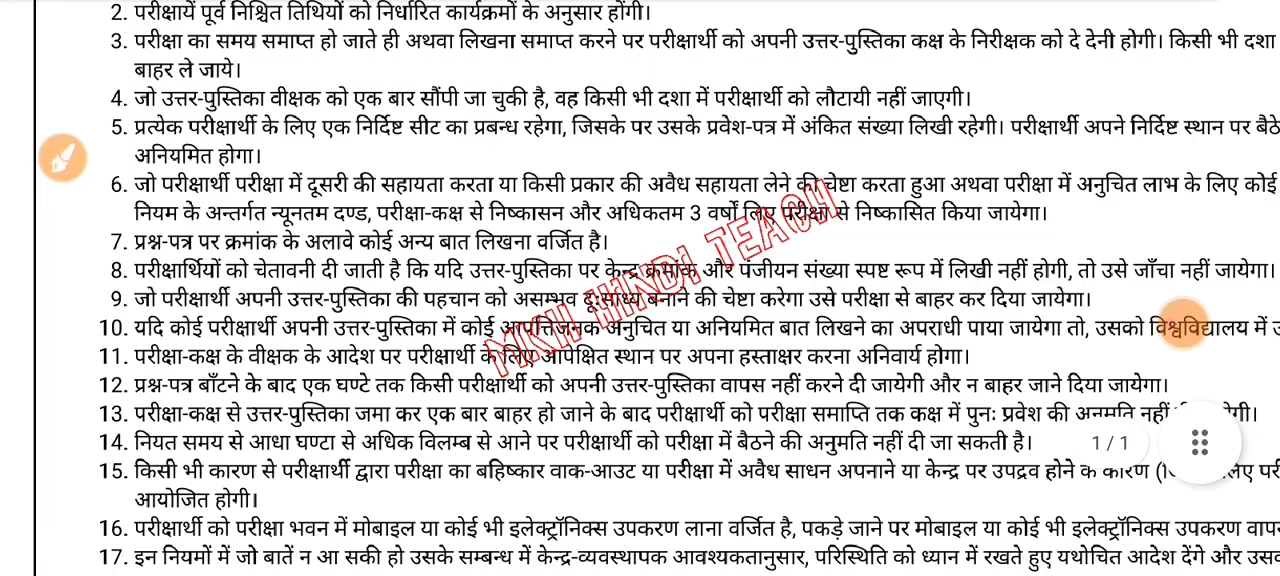 2. परीक्षायें पूर्व निश्चित तिथियों को निर्धारित कार्यक्रमों के अनुसार होंगी।
3. परीक्षा का समय समाप्त हो जाते ही अथवा लिखना समाप्त करने पर परीक्षार्थी को अपनी उत्तर-पुस्तिका कक्ष के निरीक्षक को दे देनी होगी। किसी भी दशा
बाहर ले जाये।
4. जो उत्तर-पुस्तिका वीक्षक को एक बार सौंपी जा चुकी है, वह किसी भी दशा में परीक्षार्थी को लौटायी नहीं जाएगी।
5. प्रत्येक परीक्षार्थी के लिए एक निर्दिष्ट सीट का प्रबन्ध रहेगा, जिसके पर उसके प्रवेश-पत्र में अंकित संख्या लिखी रहेगी। परीक्षार्थी अपने निर्दिष्ट स्थान पर बैठे
अनियमित होगा।
6. जो परीक्षार्थी परीक्षा में दूसरी की सहायता करता या किसी प्रकार की अवैध सहायता लेने की चेष्टा करता हुआ अथवा परीक्षा में अनुचित लाभ के लिए कोई
नियम के अन्तर्गत न्यूनतम दण्ड, परीक्षा-कक्ष से निष्कासन और अधिकतम 3 वर्षों लिए परीक्षा से निष्कासित किया जायेगा।
7. प्रश्न-पत्र पर क्रमांक के अलावे कोई अन्य बात लिखना वर्जित है।
8. परीक्षार्थियों को चेतावनी दी जाती है कि यदि उत्तर-पुस्तिका पर केन्द्र क्रमांक और पंजीयन संख्या स्पष्ट रूप में लिखी नहीं होगी, तो उसे जाँचा नहीं जायेगा।
9. जो परीक्षार्थी अपनी उत्तर-पुस्तिका की पहचान को असम्भव दुःसाध्य बनाने की चेष्टा करेगा उसे परीक्षा से बाहर कर दिया जायेगा।
10. यदि कोई परीक्षार्थी अपनी उत्तर-पुस्तिका में कोई आपत्तिजनक अनुचित या अनियमित बात लिखने का अपराधी पाया जायेगा तो, उसको विश्वविद्यालय में
11. परीक्षा-कक्ष के वीक्षक के आदेश पर परीक्षार्थी के लिए आपेक्षित स्थान पर अपना हस्ताक्षर करना अनिवार्य होगा।
12. प्रश्न-पत्र बाँटने के बाद एक घण्टे तक किसी परीक्षार्थी को अपनी उत्तर-पुस्तिका वापस नहीं करने दी जायेगी और न बाहर जाने दिया जायेगा।
13. परीक्षा-कक्ष से उत्तर-पुस्तिका जमा कर एक बार बाहर हो जाने के बाद परीक्षार्थी को परीक्षा समाप्ति तक कक्ष में पुनः प्रवेश की अनुमति नहीं
14. नियत समय से आधा घण्टा से अधिक विलम्ब से आने पर परीक्षार्थी को परीक्षा में बैठने की अनुमति नहीं दी जा सकती है।
1 / 1
15. किसी भी कारण से परीक्षार्थी द्वारा परीक्षा का बहिष्कार वाक-आउट या परीक्षा में अवैध साधन अपनाने या केन्द्र पर उपद्रव होने के कारण
आयोजित होगी।
16. परीक्षार्थी को परीक्षा भवन में मोबाइल या कोई भी इलेक्ट्रॉनिक्स उपकरण लाना वर्जित है, पकड़े जाने पर मोबाइल या कोई भी इलेक्ट्रॉनिक्स उपकरण
17. इन नियमों में जो बातें न आ सकी हो उसके सम्बन्ध में केन्द्र-व्यवस्थापक आवश्यकतानुसार, परिस्थिति को ध्यान में रखते हुए यथोचित आदेश देंगे और
MKH HINDI TEACH